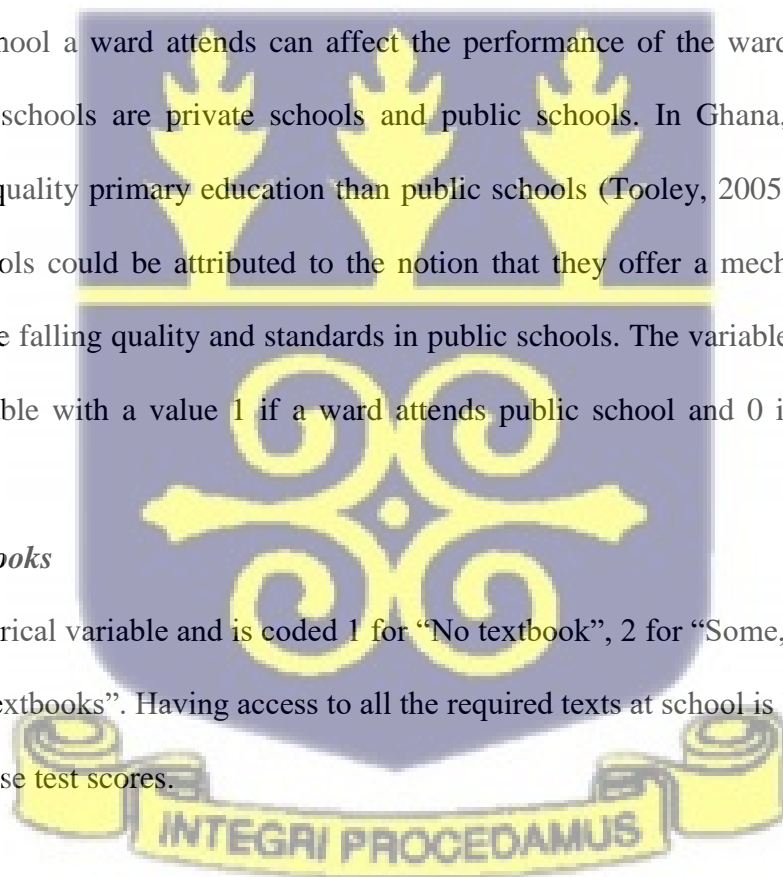 hool a ward attends can affect the performance of the ward
schools are private schools and public schools. In Ghana,
quality primary education than public schools (Tooley, 2005
ols could be attributed to the notion that they offer a mech
e falling quality and standards in public schools. The variable
ble with a value 1 if a ward attends public school and 0 i
ooks
rical variable and is coded 1 for “No textbook”, 2 for “Some,
extbooks”. Having access to all the required texts at school is
se test scores.
INTEGRI PROCEDAMUS